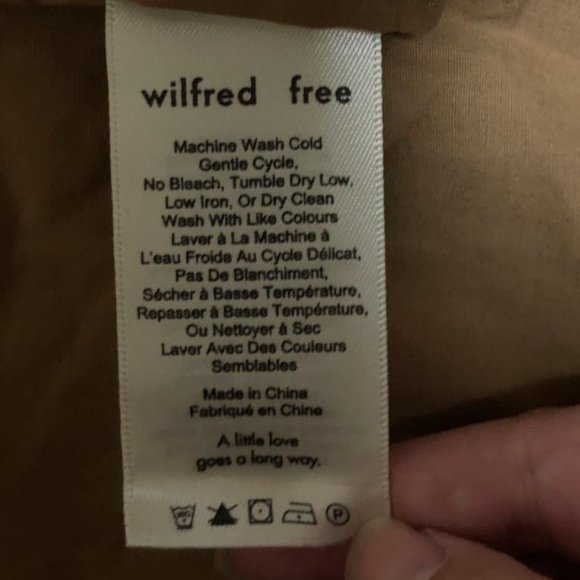 wilfred free
Machine Wash Cold
Gentle Cycle,
No Bleach, Tumble Dry Low,
Low Iron, Or Dry Clean
Wash With Like Colours
Laver à La Machine à
L'eau Froide Au Cycle Délicat,
Pas De Blanchiment,
Sécher à Basse Température,
Repasser à Basse Température,
Ou Nettoyer à Sec
Laver Avec Des Couleurs
Semblables
Made in China
Fabriqué en Chine
A little love
goes a long way.
P